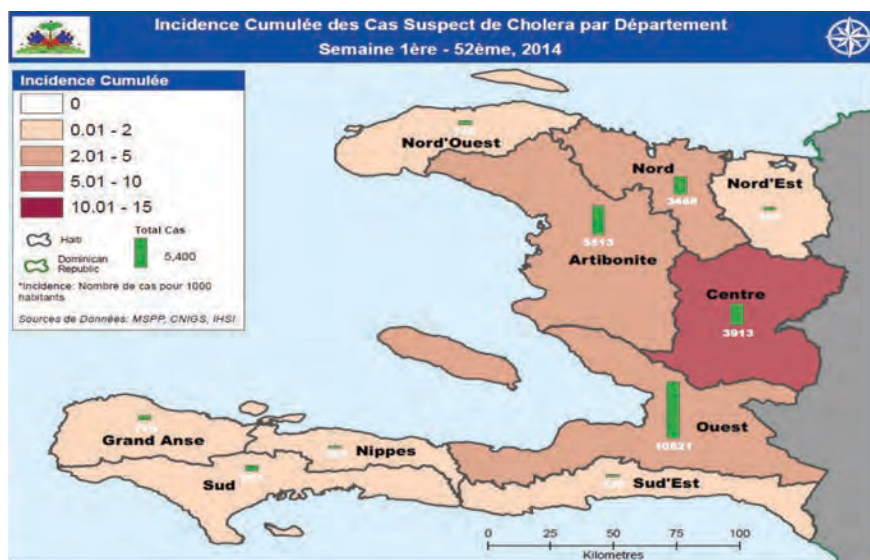 Incidence Cumulée des Cas Suspect de Cholera par Département
Semaine 1ère - 52ème, 2014
Incidence Cumulée
0
0.01 - 2
2.01 - 5
5.01 - 10
10.01 - 15
Haiti
Dominican
Republic
Total Cas
5,400
*Incidence: Nombre de cas pour 1000
habitants
Sources de Données: MSPP, CNIGS, IHSI
Nord'Ouest
Nord
3468
Nord'Est
5513
Artibonite
Centre
3913
Ouest
10821
Grand Anse
Nippes
Sud
Sud'Est
0 25 50 75 100
Kilometres